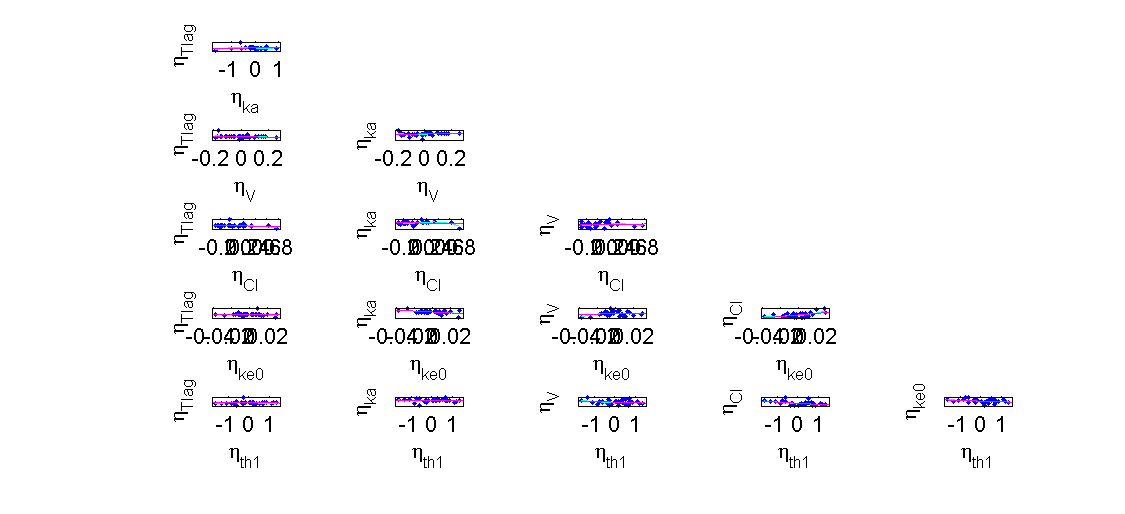 ηTlag
-1 0 1
ηka
ηTlag ηka
-0.2 0 0.2 -0.2 0 0.2
ηV ηV
ηTlag ηka ηV
ηCl ηCl ηCl
ηTlag ηka ηV ηCl
ηke0 ηke0 ηke0 ηke0
ηTlag ηka ηV ηCl ηke0
-1 0 1 -1 0 1 -1 0 1 -1 0 1 -1 0 1
ηth1 ηth1 ηth1 ηth1 ηth1